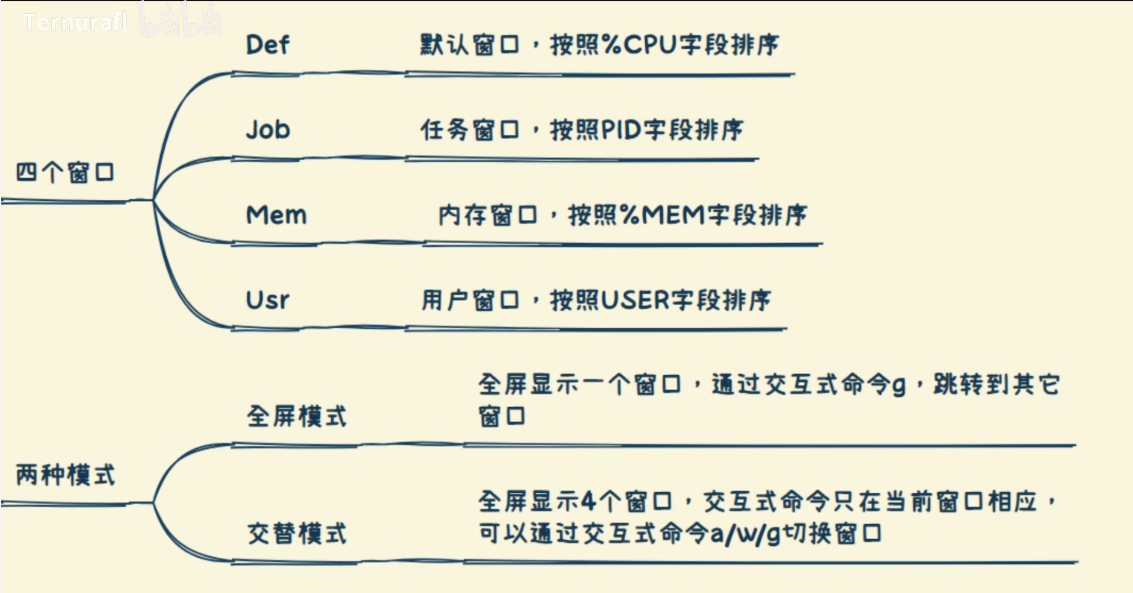 Ternurafl bilibili
Def 默认窗口，按照%CPU字段排序
Job 任务窗口，按照PID字段排序
四个窗口
Mem 内存窗口，按照%MEM字段排序
Usr 用户窗口，按照USER字段排序
全屏显示一个窗口，通过交互式命令g，跳转到其它
窗口
全屏模式
两种模式
全屏显示4个窗口，交互式命令只在当前窗口相应，
可以通过交互式命令a/w/g切换窗口
交替模式